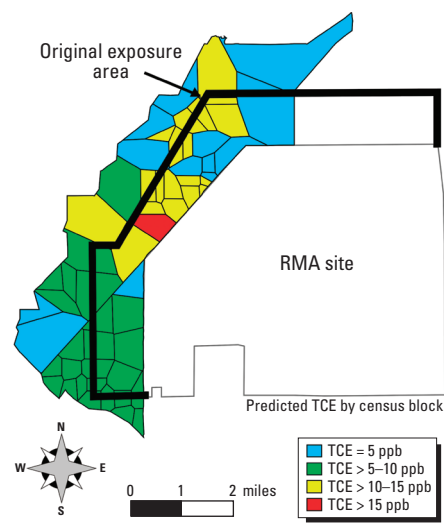 Original exposure
area
RMA site
Predicted TCE by census block
N
W E
S
0 1 2 miles
TCE = 5 ppb
TCE > 5–10 ppb
TCE > 10–15 ppb
TCE > 15 ppb